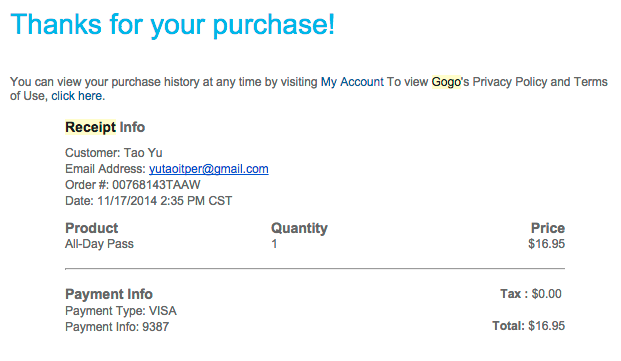 Thanks for your purchase!
You can view your purchase history at any time by visiting My Account To view Gogo's Privacy Policy and Terms
of Use, click here.
Receipt Info
Customer: Tao Yu
Email Address: yutaoitper@gmail.com
Order #: 00768143TAAW
Date: 11/17/2014 2:35 PM CST
Product Quantity Price
All-Day Pass 1 $16.95
Payment Info Tax : $0.00
Payment Type: VISA
Payment Info: 9387 Total: $16.95